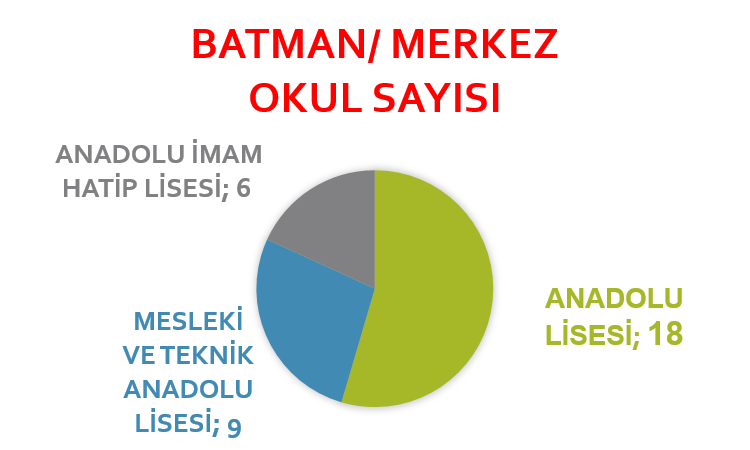 BATMAN/ MERKEZ
OKUL SAYISI
ANADOLU İMAM
HATİP LİSESİ; 6
MESLEKİ
VE TEKNİK
ANADOLU
LİSESİ; 9
ANADOLU
LİSESİ; 18